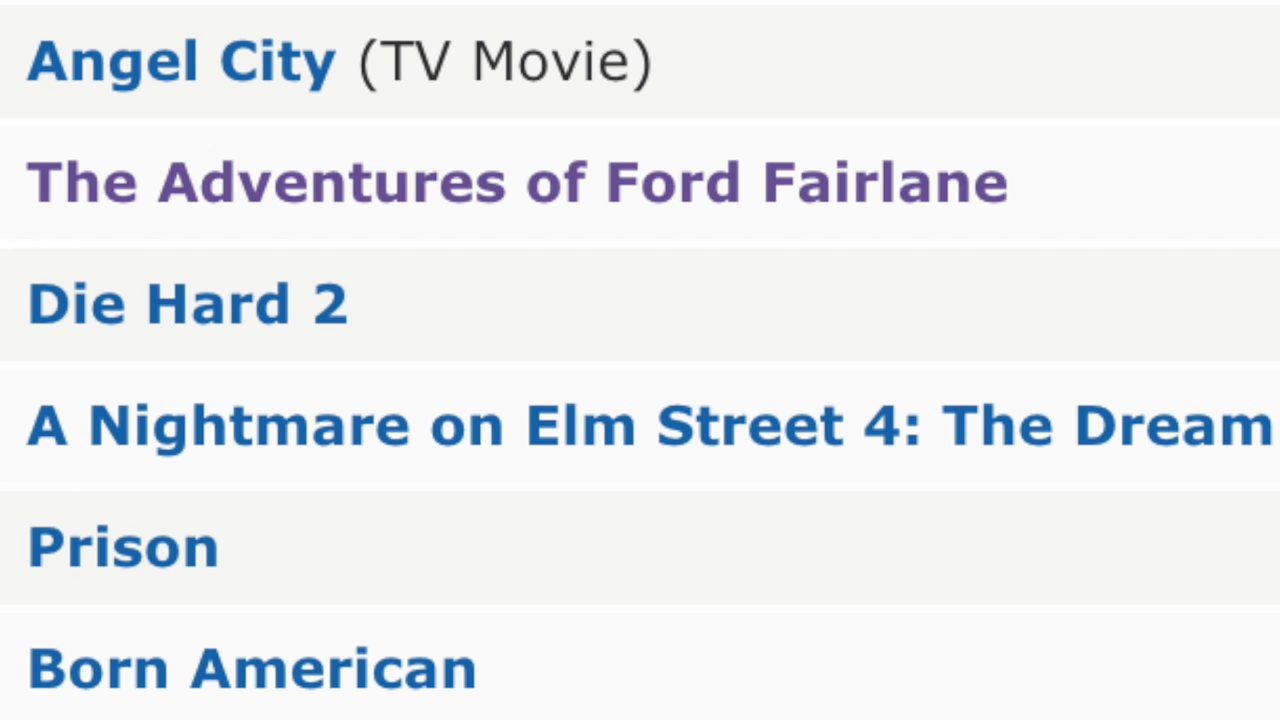 Angel City (TV Movie)
The Adventures of Ford Fairlane
Die Hard 2
A Nightmare on Elm Street 4: The Dream
Prison
Born American